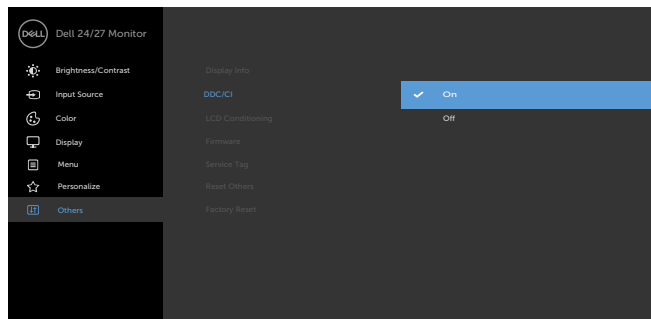 DELL
Dell 24/27 Monitor
Brightness/Contrast
Input Source
Color
Display
Menu
Personalize
Others
Display Info
DDC/CI
LCD Conditioning
Firmware
Service Tag
Reset Others
Factory Reset
On
Off